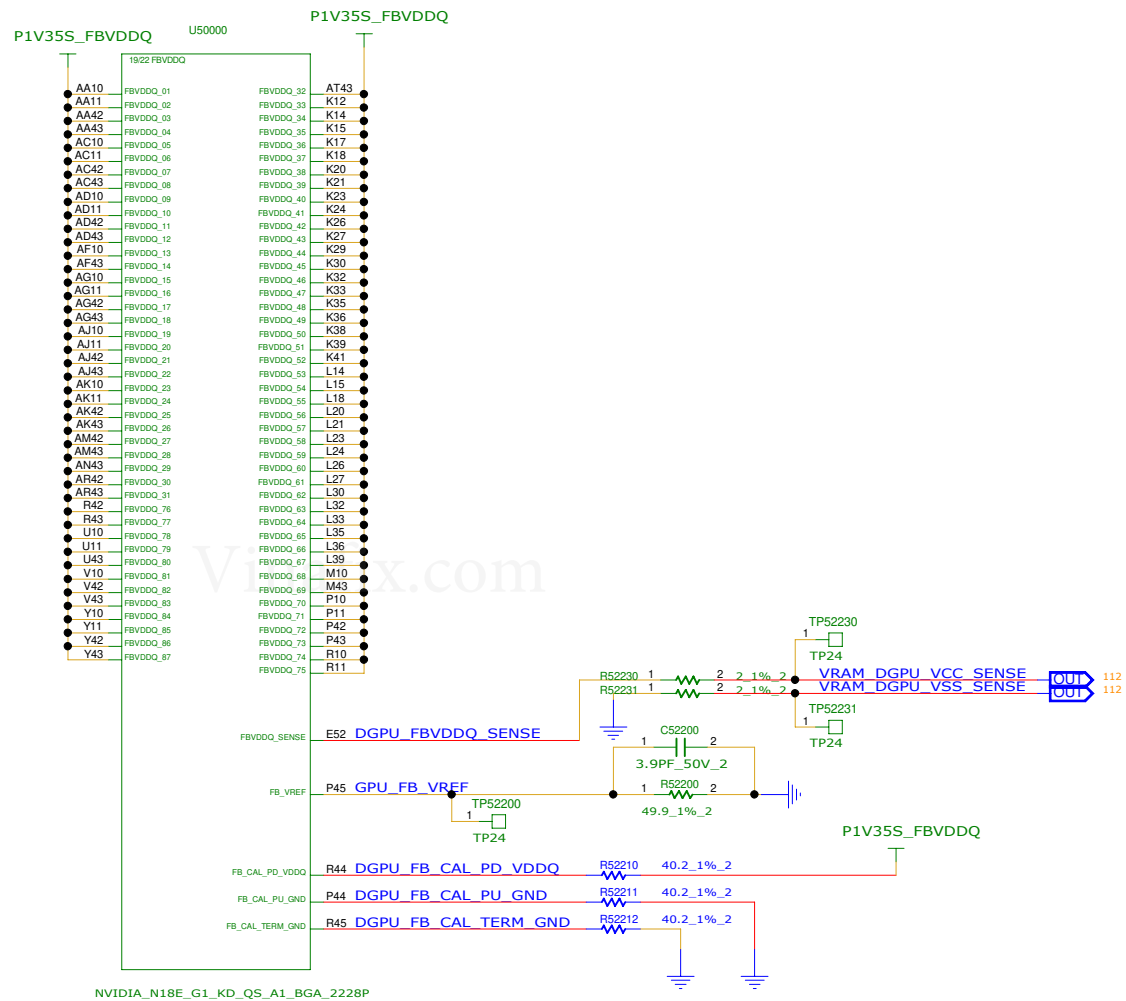 P1V35S_FBVDDQ
U50000
P1V35S_FBVDDQ
19/22 FBVDDQ
AA10 FBVDDQ_01 FBVDDQ_32 AT43
AA11 FBVDDQ_02 FBVDDQ_33 K12
AA42 FBVDDQ_03 FBVDDQ_34 K14
AA43 FBVDDQ_04 FBVDDQ_35 K15
AC10 FBVDDQ_05 FBVDDQ_36 K17
AC11 FBVDDQ_06 FBVDDQ_37 K18
AC42 FBVDDQ_07 FBVDDQ_38 K20
AC43 FBVDDQ_08 FBVDDQ_39 K21
AD10 FBVDDQ_09 FBVDDQ_40 K23
AD11 FBVDDQ_10 FBVDDQ_41 K24
AD42 FBVDDQ_11 FBVDDQ_42 K26
AD43 FBVDDQ_12 FBVDDQ_43 K27
AF10 FBVDDQ_13 FBVDDQ_44 K29
AF43 FBVDDQ_14 FBVDDQ_45 K30
AG10 FBVDDQ_15 FBVDDQ_46 K32
AG11 FBVDDQ_16 FBVDDQ_47 K33
AG42 FBVDDQ_17 FBVDDQ_48 K35
AG43 FBVDDQ_18 FBVDDQ_49 K36
AJ10 FBVDDQ_19 FBVDDQ_50 K38
AJ11 FBVDDQ_20 FBVDDQ_51 K39
AJ42 FBVDDQ_21 FBVDDQ_52 K41
AJ43 FBVDDQ_22 FBVDDQ_53 L14
AK10 FBVDDQ_23 FBVDDQ_54 L15
AK11 FBVDDQ_24 FBVDDQ_55 L18
AK42 FBVDDQ_25 FBVDDQ_56 L20
AK43 FBVDDQ_26 FBVDDQ_57 L21
AM42 FBVDDQ_27 FBVDDQ_58 L23
AM43 FBVDDQ_28 FBVDDQ_59 L24
AN43 FBVDDQ_29 FBVDDQ_60 L26
AR42 FBVDDQ_30 FBVDDQ_61 L27
AR43 FBVDDQ_31 FBVDDQ_62 L30
R42 FBVDDQ_76 FBVDDQ_63 L32
R43 FBVDDQ_77 FBVDDQ_64 L33
U10 FBVDDQ_78 FBVDDQ_65 L35
U11 FBVDDQ_79 FBVDDQ_66 L36
U43 FBVDDQ_80 FBVDDQ_67 L39
V10 FBVDDQ_81 FBVDDQ_68 M10
V42 FBVDDQ_82 FBVDDQ_69 M43
V43 FBVDDQ_83 FBVDDQ_70 P10
Y10 FBVDDQ_84 FBVDDQ_71 P11
Y11 FBVDDQ_85 FBVDDQ_72 P42
Y42 FBVDDQ_86 FBVDDQ_73 P43
Y43 FBVDDQ_87 FBVDDQ_74 R10
FBVDDQ_75 R11
TP52230
1
TP24
R52230 1 2 2_1%_2 VRAM_DGPU_VCC_SENSE OUT 112
R52231 1 2 2_1%_2 VRAM_DGPU_VSS_SENSE OUT 112
TP52231
1
TP24
FBVDDQ_SENSE E52 DGPU_FBVDDQ_SENSE
C52200
1 2
3.9PF_50V_2
FB_VREF P45 GPU_FB_VREF
R52200
1 2
49.9_1%_2
TP52200
1
TP24
P1V35S_FBVDDQ
FB_CAL_PD_VDDQ R44 DGPU_FB_CAL_PD_VDDQ R52210 40.2_1%_2
FB_CAL_PU_GND P44 DGPU_FB_CAL_PU_GND R52211 40.2_1%_2
FB_CAL_TERM_GND R45 DGPU_FB_CAL_TERM_GND R52212 40.2_1%_2
NVIDIA_N18E_G1_KD_QS_A1_BGA_2228P